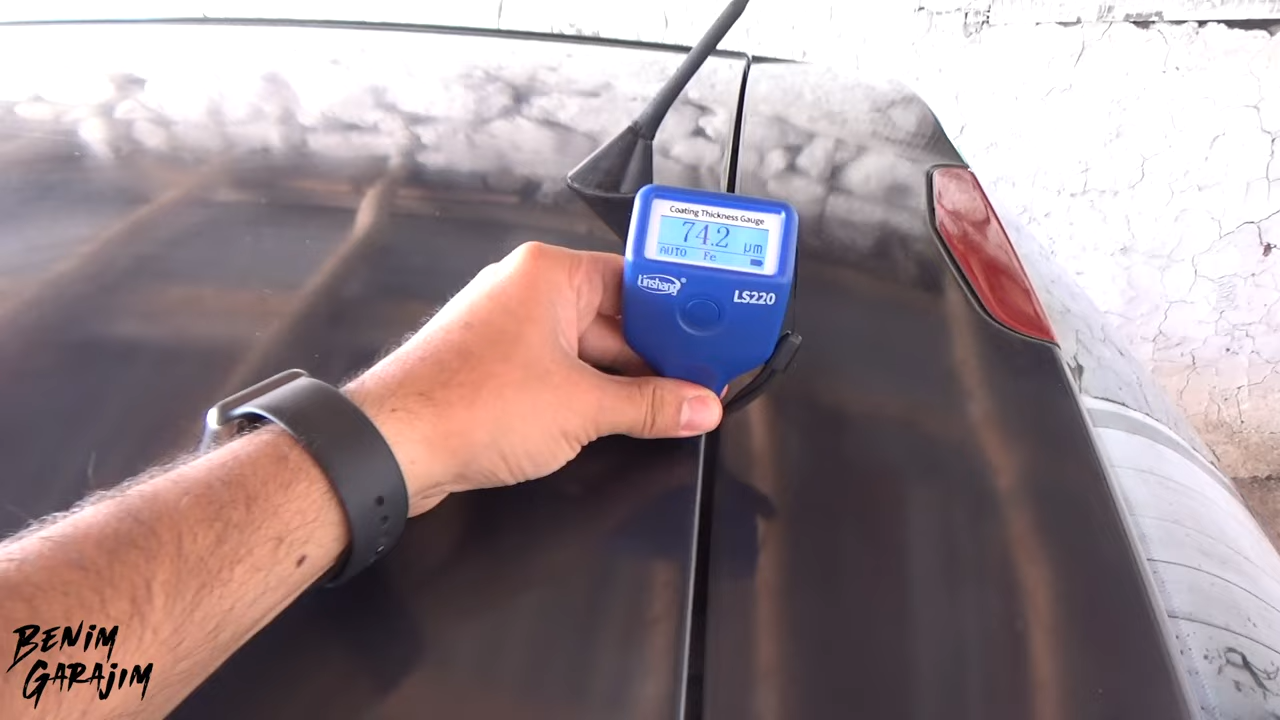 Coating Thickness Gauge
74.2 µm
AUTO Fe
Linshang®
LS220
BENiM
GARAjIM